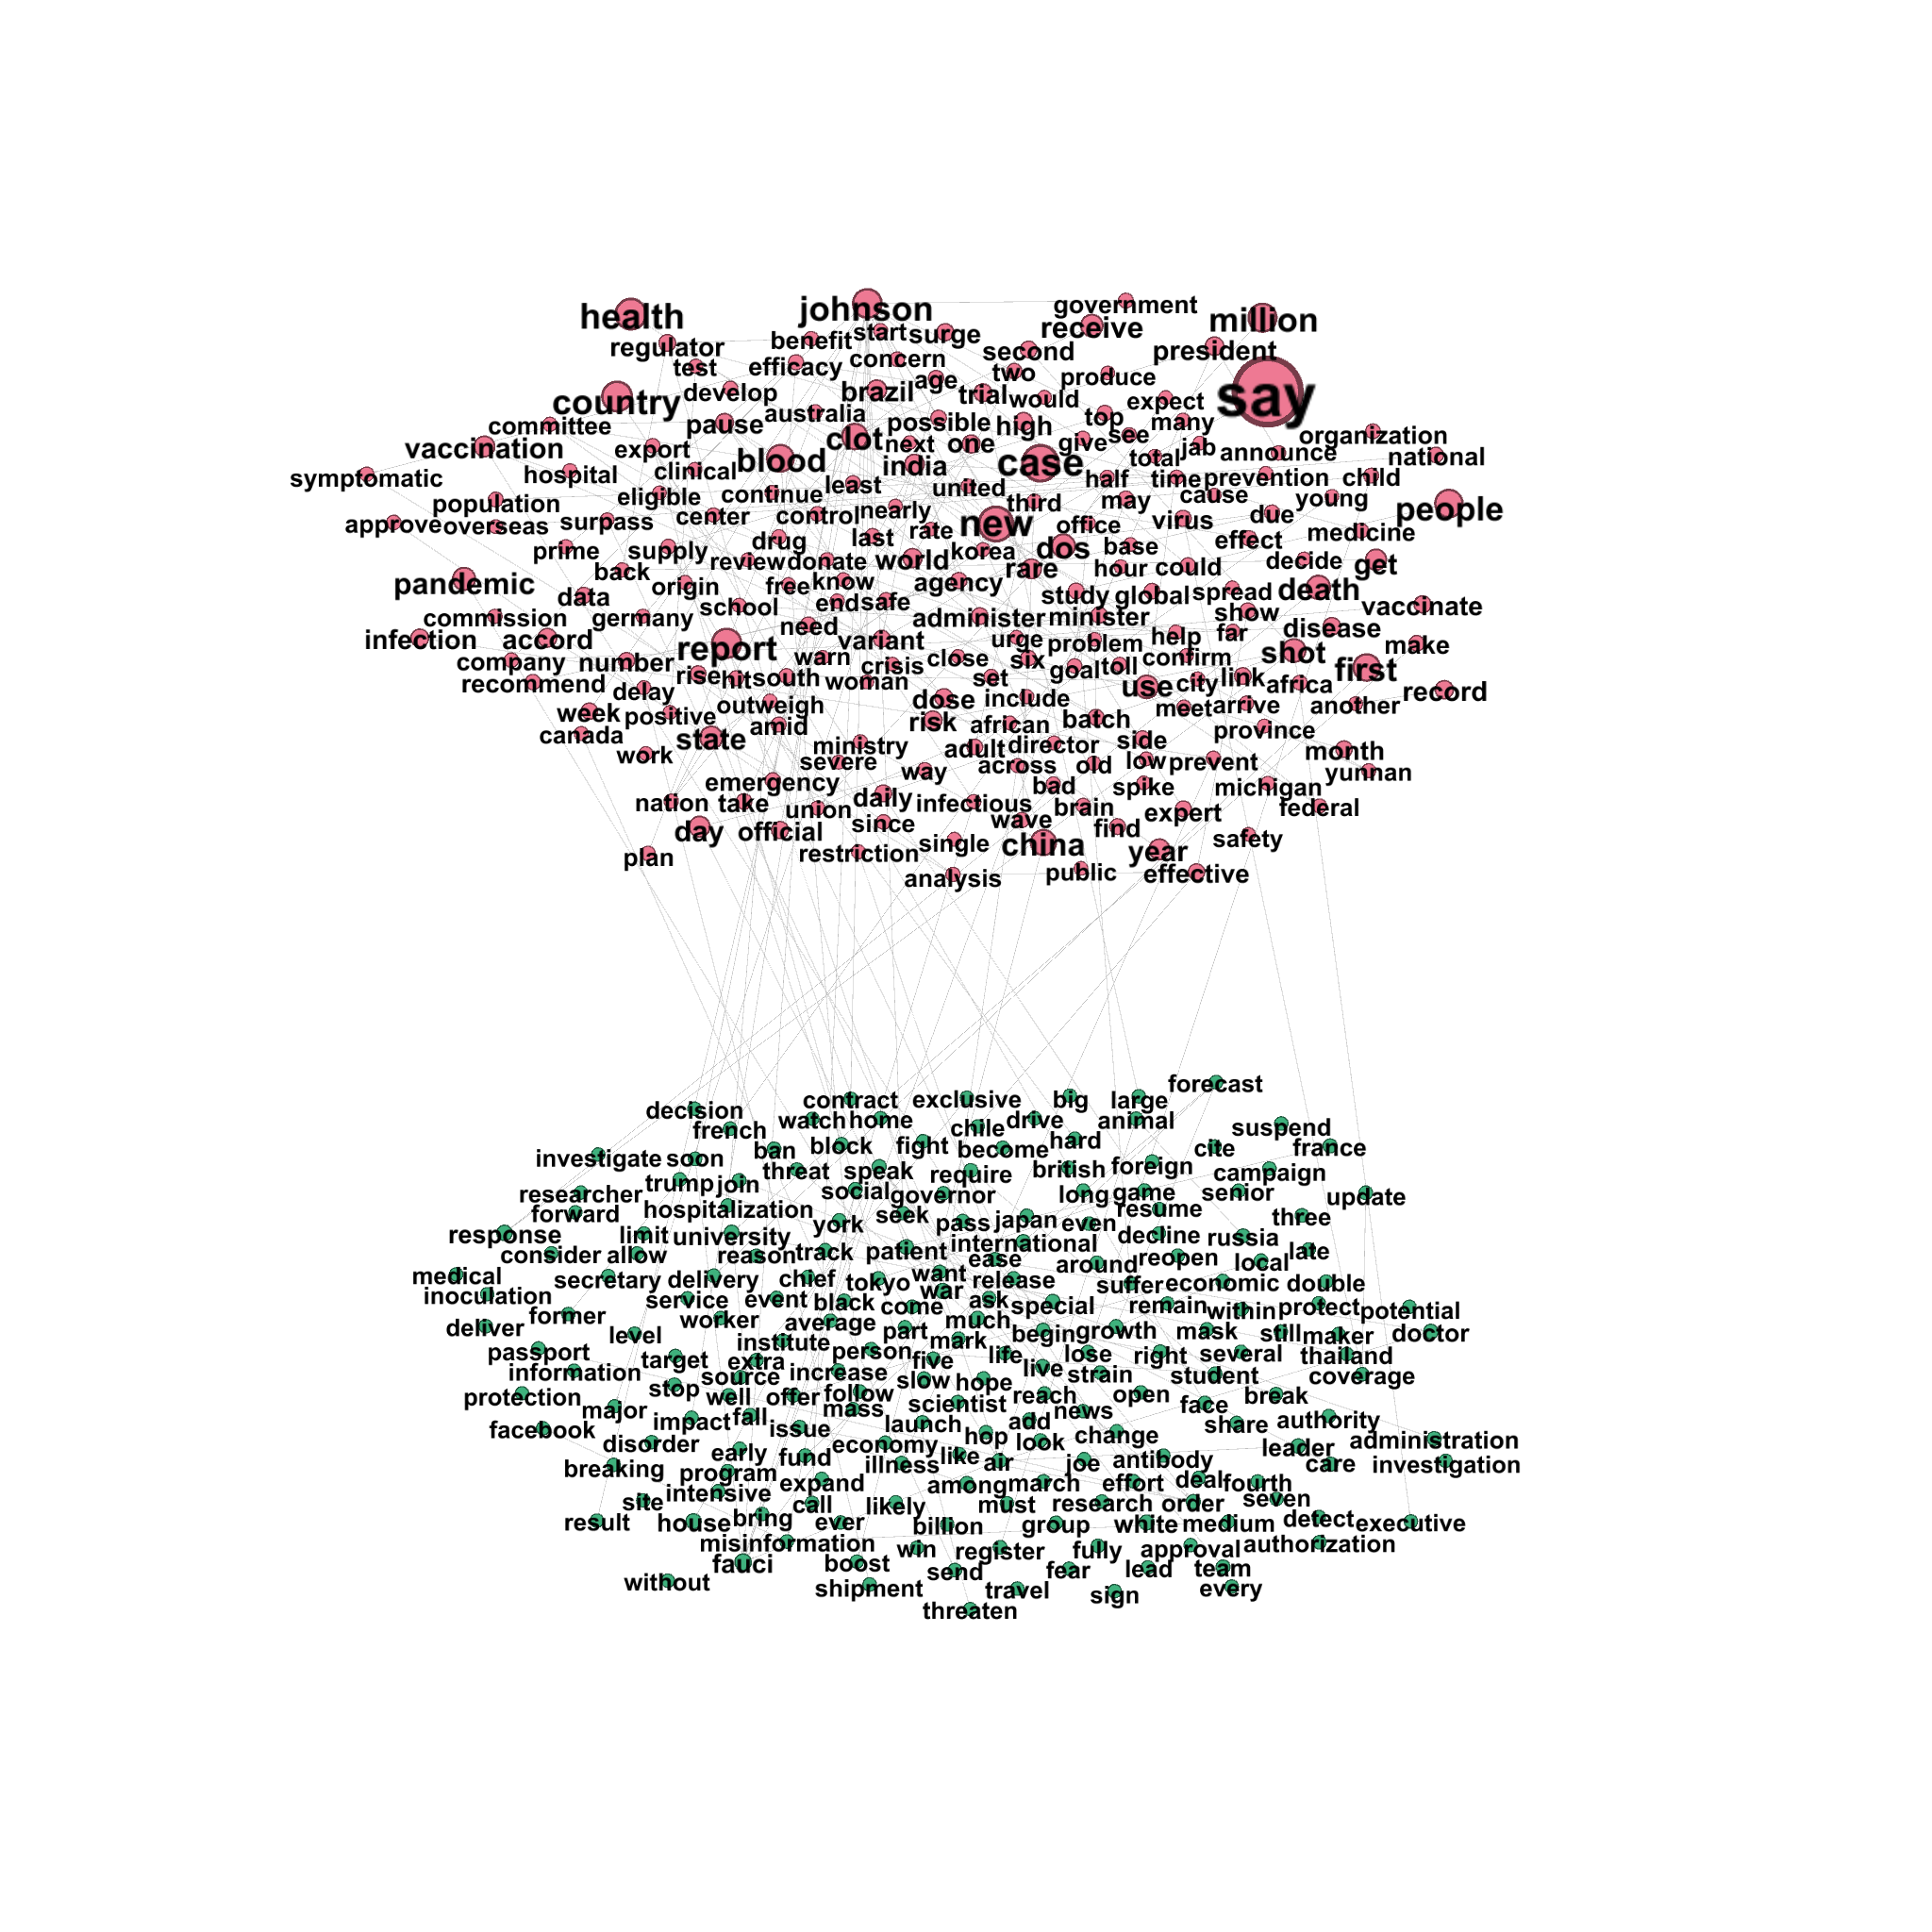 health johnson government
receive million
regulator benefit start surge second president
test efficacy concern two produce say
country develop brazil age trial would expect
committee pause australia possible high top many
vaccination export blood clot next one case give see jab announce organization
symptomatic hospital clinical india total national
population eligible continue least united half time prevention child
approve overseas surpass center control nearly new third may cause young people
prime supply drug last rate korea office virus due effect medicine
pandemic back review donate world rare dos base hour could decide get
data origin free know agency study global spread death
commission germany school end safe administer minister show vaccinate
infection accord report need variant urge problem help far disease
company number warn crisis close six goal toll confirm shot make
recommend delay rise hit south woman set use city link africa first record
week positive outweigh dose include batch meet arrive another
canada state amid risk african side province
work ministry adult director month
severe way across old low prevent yunnan
emergency bad spike michigan
nation take union daily infectious brain expert federal
day official since wave find safety
plan restriction single china year
analysis public effective
forecast
decision contract exclusive big large
french watch home chile drive animal suspend
investigate soon ban block fight become hard cite france
trump join threat speak require british foreign campaign
researcher hospitalization social governor long game senior update
forward york seek pass japan even resume three
response limit university international decline russia
consider allow reason track patient ease around reopen local late
medical secretary delivery chief tokyo want release suffer economic double
inoculation service event black come war ask special remain within protect potential
deliver former worker average part much begin growth mask still maker doctor
passport level institute person mark life lose right several thailand
information target extra increase five live strain student coverage
protection stop source well offer follow slow hope reach open break
facebook major impact fall mass scientist launch add news face share authority
disorder early issue economy hop look change leader administration
breaking program fund illness like air joe antibody care investigation
site intensive expand among march effort deal fourth
result house bring call likely must research order seven
misinformation ever billion group white medium detect executive
fauci boost win register fully approval authorization
without shipment send fear lead team
threaten travel sign every